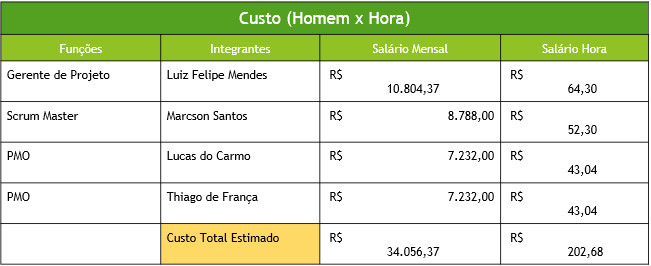 Custo (Homem x Hora)
Funções Integrantes Salário Mensal Salário Hora
Gerente de Projeto Luiz Felipe Mendes R$ 10.804,37 R$ 64,30
Scrum Master Marcson Santos R$ 8.788,00 R$ 52,30
PMO Lucas do Carmo R$ 7.232,00 R$ 43,04
PMO Thiago de França R$ 7.232,00 R$ 43,04
Custo Total Estimado R$ 34.056,37 R$ 202,68